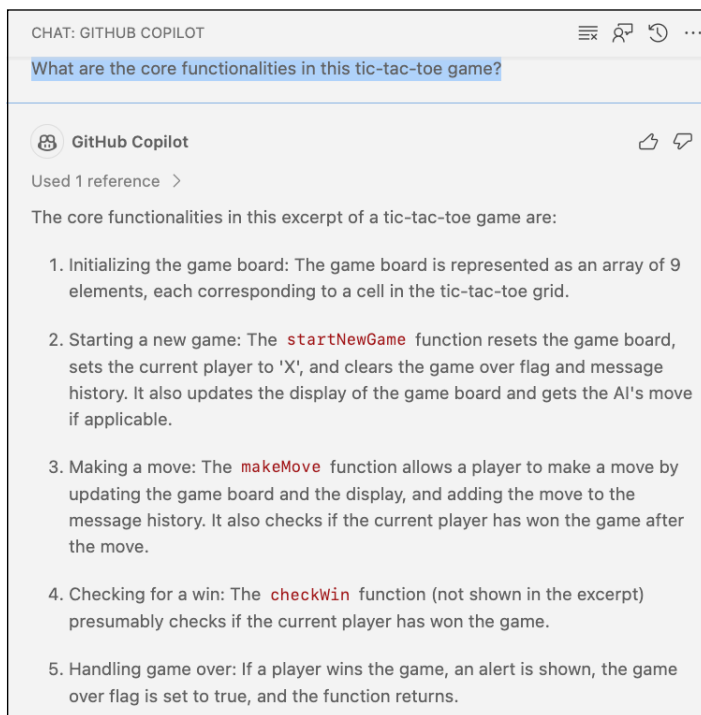 CHAT: GITHUB COPILOT
What are the core functionalities in this tic-tac-toe game?
GitHub Copilot
Used 1 reference
The core functionalities in this excerpt of a tic-tac-toe game are:
1. Initializing the game board: The game board is represented as an array of 9
elements, each corresponding to a cell in the tic-tac-toe grid.
2. Starting a new game: The startNewGame function resets the game board,
sets the current player to 'X', and clears the game over flag and message
history. It also updates the display of the game board and gets the AI's move
if applicable.
3. Making a move: The makeMove function allows a player to make a move by
updating the game board and the display, and adding the move to the
message history. It also checks if the current player has won the game after
the move.
4. Checking for a win: The checkWin function (not shown in the excerpt)
presumably checks if the current player has won the game.
5. Handling game over: If a player wins the game, an alert is shown, the game
over flag is set to true, and the function returns.